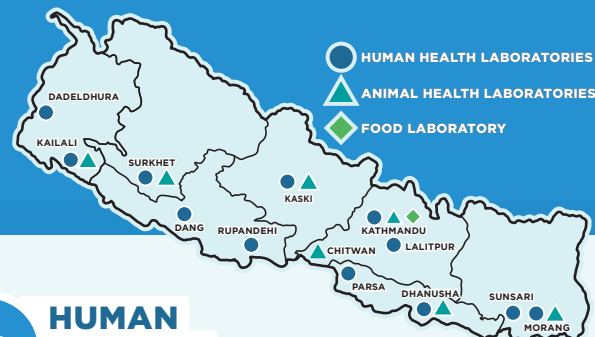 HUMAN HEALTH LABORATORIES
ANIMAL HEALTH LABORATORIES
FOOD LABORATORY
DADELDHURA
KAILALI
SURKHET
KASKI
DANG
RUPANDEHI
KATHMANDU
LALITPUR
CHITWAN
PARSA
DHANUSHA
SUNSARI
MORANG
HUMAN